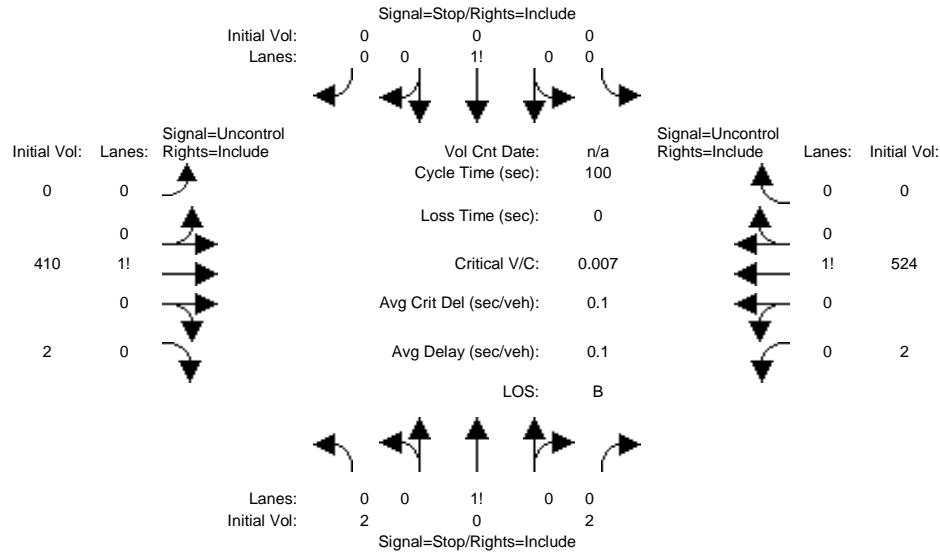 Signal=Stop/Rights=Include
Initial Vol: 0 0 0
Lanes: 0 0 1! 0 0
Signal=Uncontrol
Initial Vol: Lanes: Rights=Include
0 0
0
410 1!
0
2 0
Vol Cnt Date: n/a
Cycle Time (sec): 100
Loss Time (sec): 0
Critical V/C: 0.007
Avg Crit Del (sec/veh): 0.1
Avg Delay (sec/veh): 0.1
LOS: B
Signal=Uncontrol
Rights=Include Lanes: Initial Vol:
0 0
0
1! 524
0
0 2
Lanes: 0 0 1! 0 0
Initial Vol: 2 0 2
Signal=Stop/Rights=Include